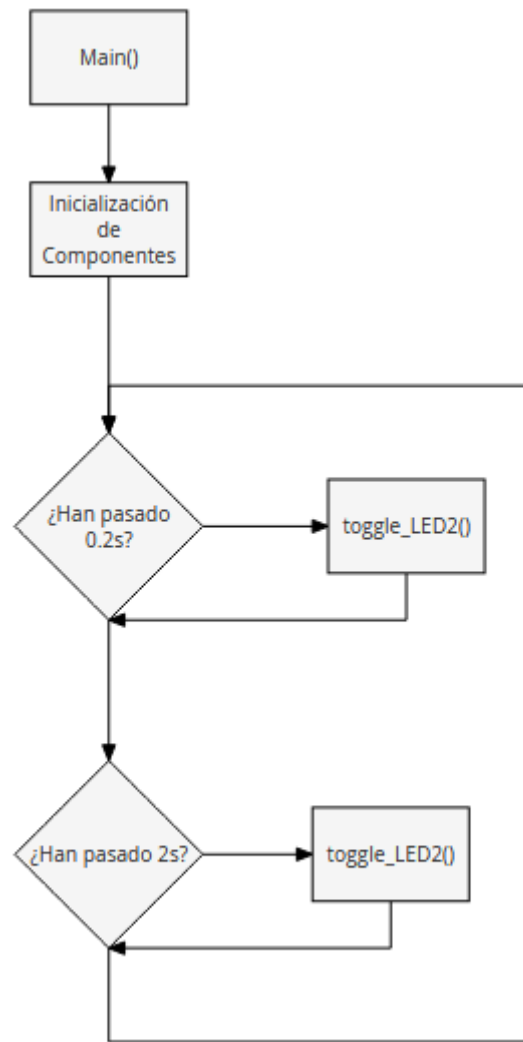 Main()
Inicialización
de
Componentes
¿Han pasado
0.2s?
toggle_LED2()
¿Han pasado 2s?
toggle_LED2()